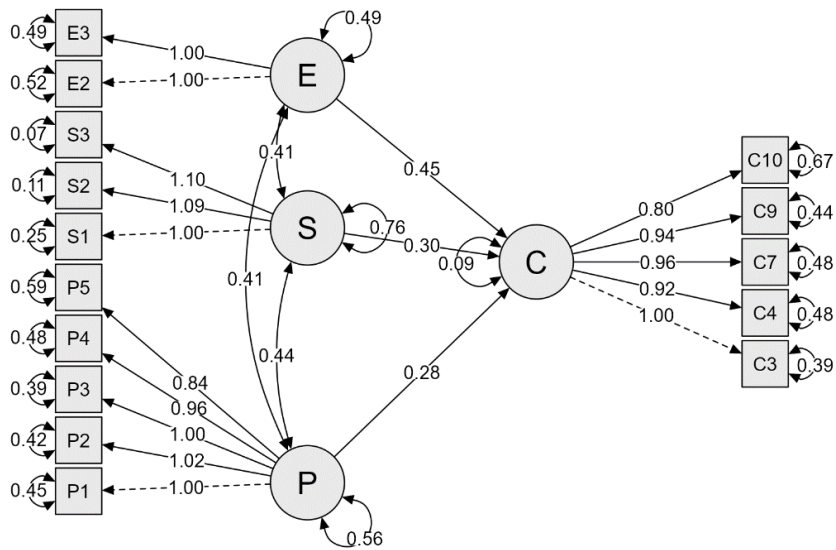 0.49 E3 1.00 E 0.49
0.52 E2 1.00
0.07 S3
0.41
0.11 S2 1.10 0.45 C10 0.67
1.09 0.80
0.25 S1 1.00 S 0.76 0.30 0.94 C9 0.44
0.59 P5 0.41 0.09 C 0.96 C7 0.48
0.92
0.48 P4 0.44 1.00 C4 0.48
0.39 P3 0.84 0.28 C3 0.39
0.96
1.00
0.42 P2 1.02
0.45 P1 1.00 P
0.56